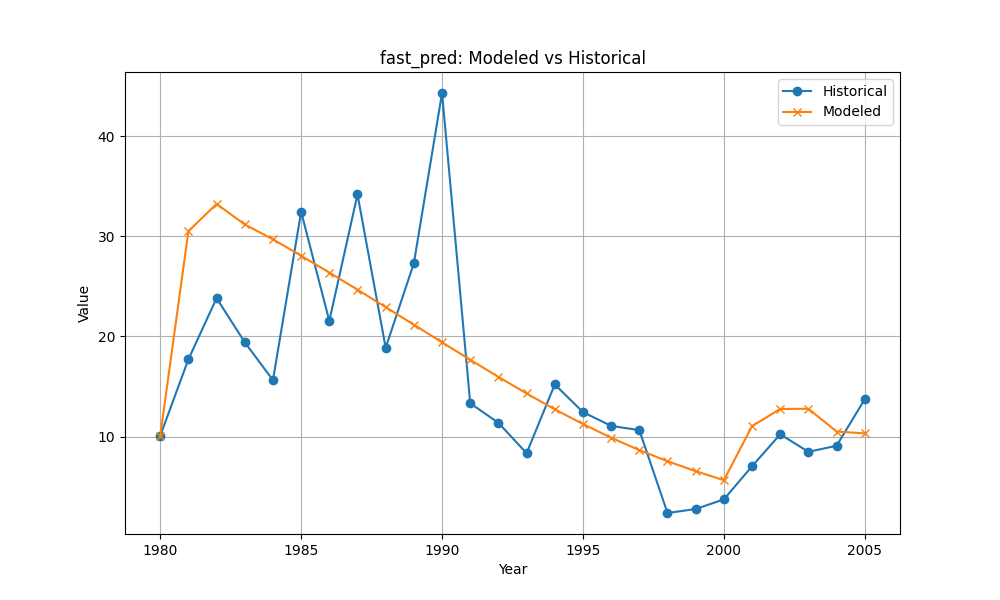 fast_pred: Modeled vs Historical
Historical
Modeled
Value
40
30
20
10
1980 1985 1990 1995 2000 2005
Year